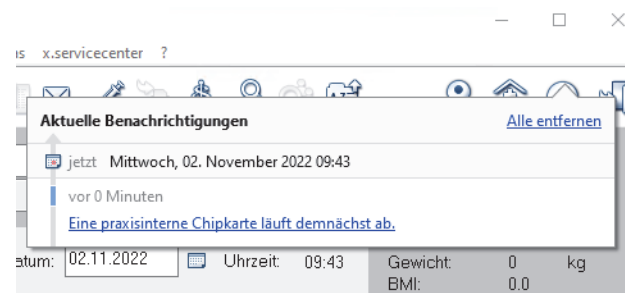 x.servicecenter ?
Aktuelle Benachrichtigungen Alle entfernen
jetzt Mittwoch, 02. November 2022 09:43
vor 0 Minuten
Eine praxisinterne Chipkarte läuft demnächst ab.
atum: 02.11.2022 Uhrzeit: 09:43 Gewicht: 0 kg
BMI: 0.0